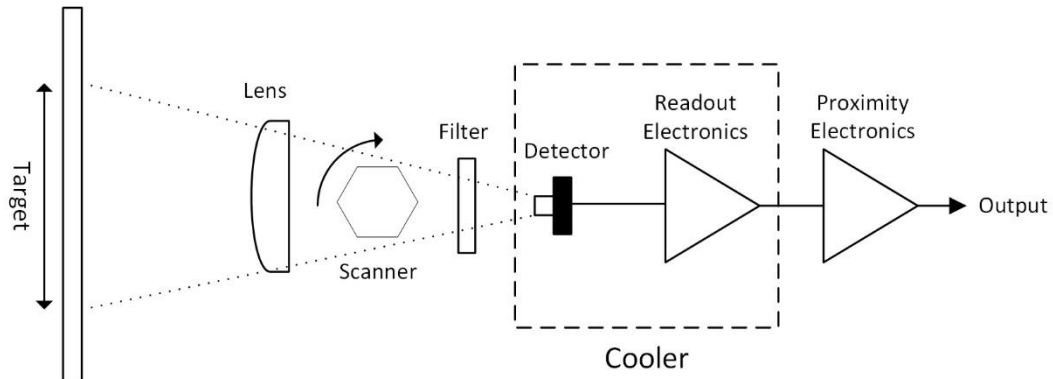 Target
Lens
Scanner
Filter
Detector
Readout
Electronics
Proximity
Electronics
Output
Cooler